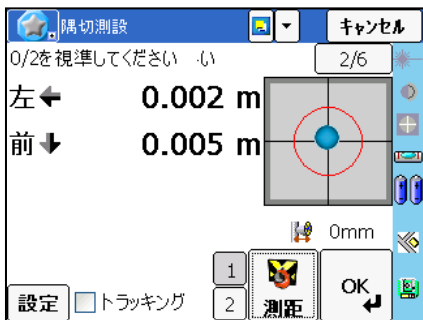 隅切測設 キャンセル
0/2を視準してください ‧い 2/6
左← 0.002 m
前↓ 0.005 m
0mm
1
2
設定 トラッキング 測距 OK